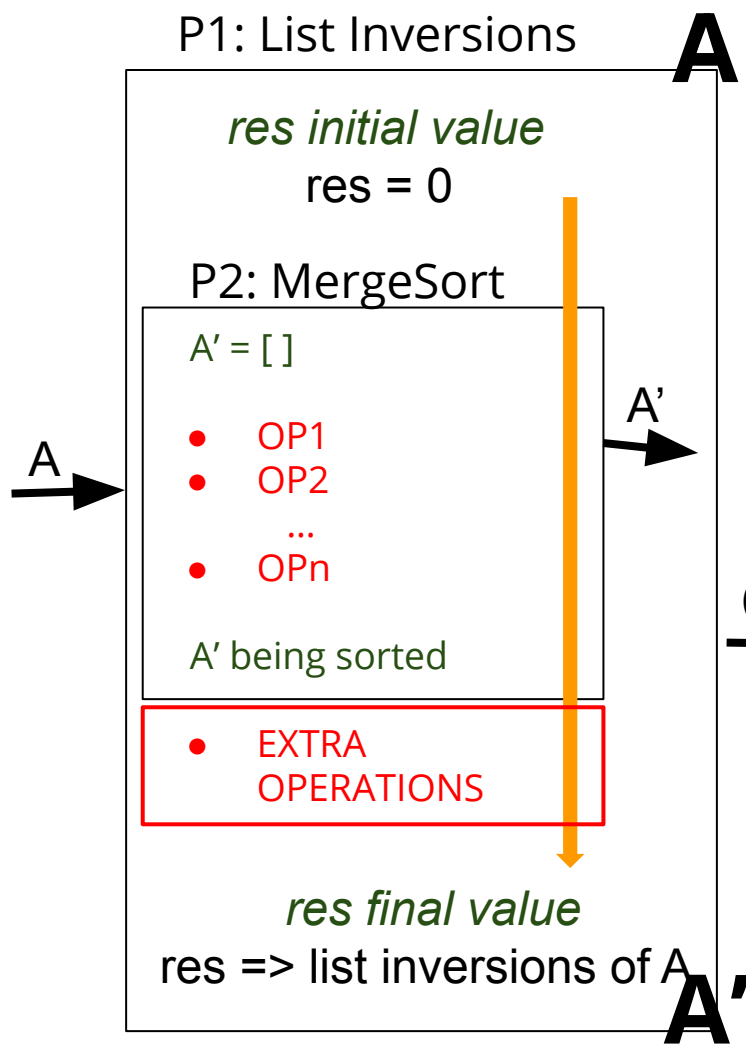 P1: List Inversions
A
res initial value
res = 0
P2: MergeSort
A’ = [ ]
A’
● OP1
A
● OP2
...
● OPn
A’ being sorted
● EXTRA
OPERATIONS
res final value
res => list inversions of A
A’